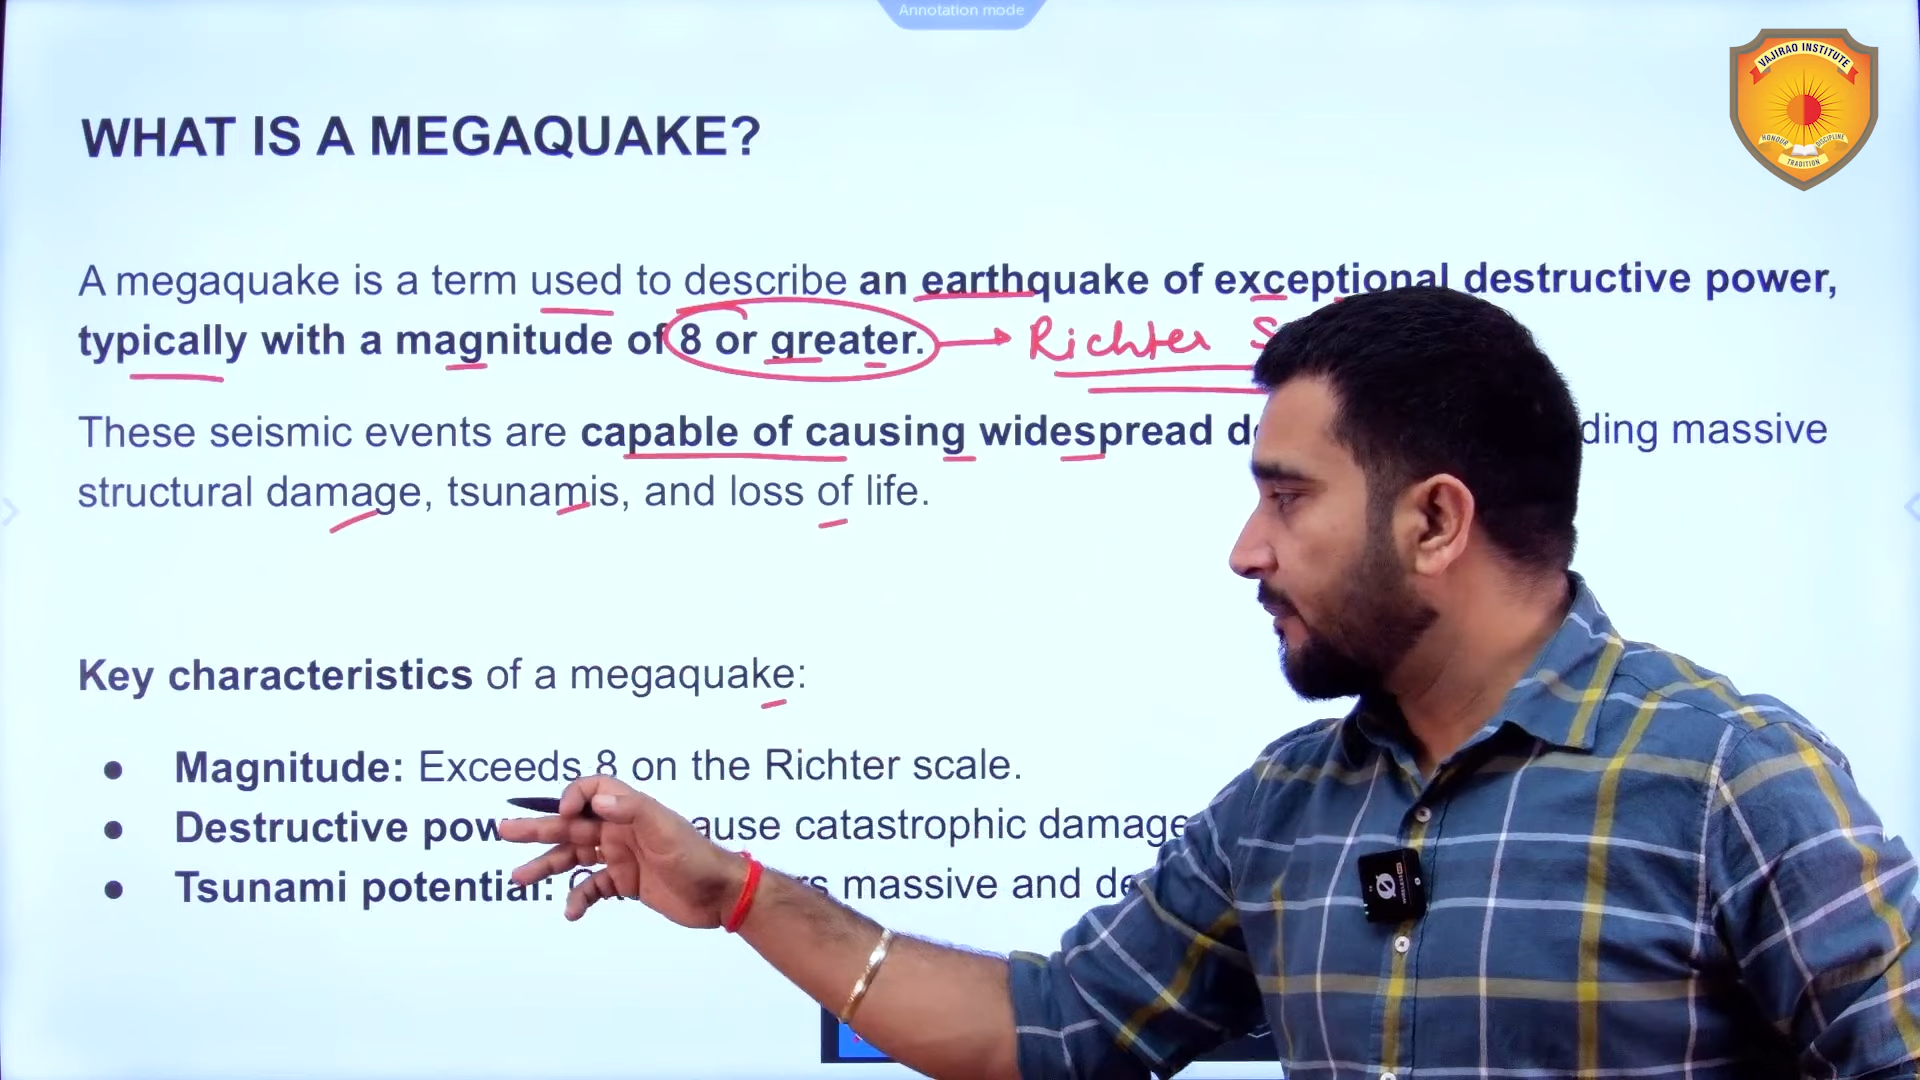 Annotation mode
VAJIRAO INSTITUTE
HONOUR
DISCIPLINE
TRADITION
WHAT IS A MEGAQUAKE?
A megaquake is a term used to describe an earthquake of exceptional destructive power,
typically with a magnitude of 8 or greater. Richter S
These seismic events are capable of causing widespread ding massive
structural damage, tsunamis, and loss of life.
Key characteristics of a megaquake:
● Magnitude: Exceeds 8 on the Richter scale.
● Destructive pow ause catastrophic damage
● Tsunami potential: rs massive and de